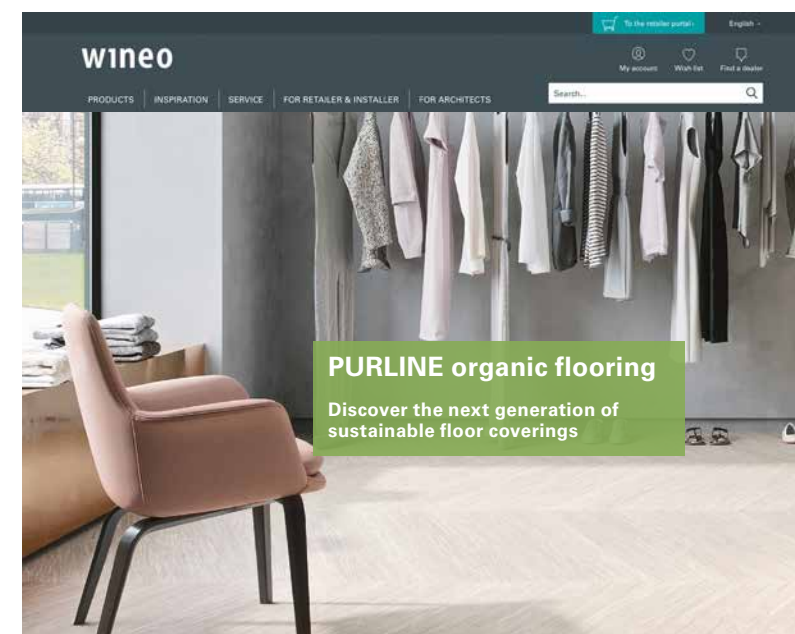 To the retailer portal ›
English
wineo
My account
Wish list
Find a dealer
PRODUCTS
INSPIRATION
SERVICE
FOR RETAILER & INSTALLER
FOR ARCHITECTS
Search...
PURLINE organic flooring
Discover the next generation of
sustainable floor coverings